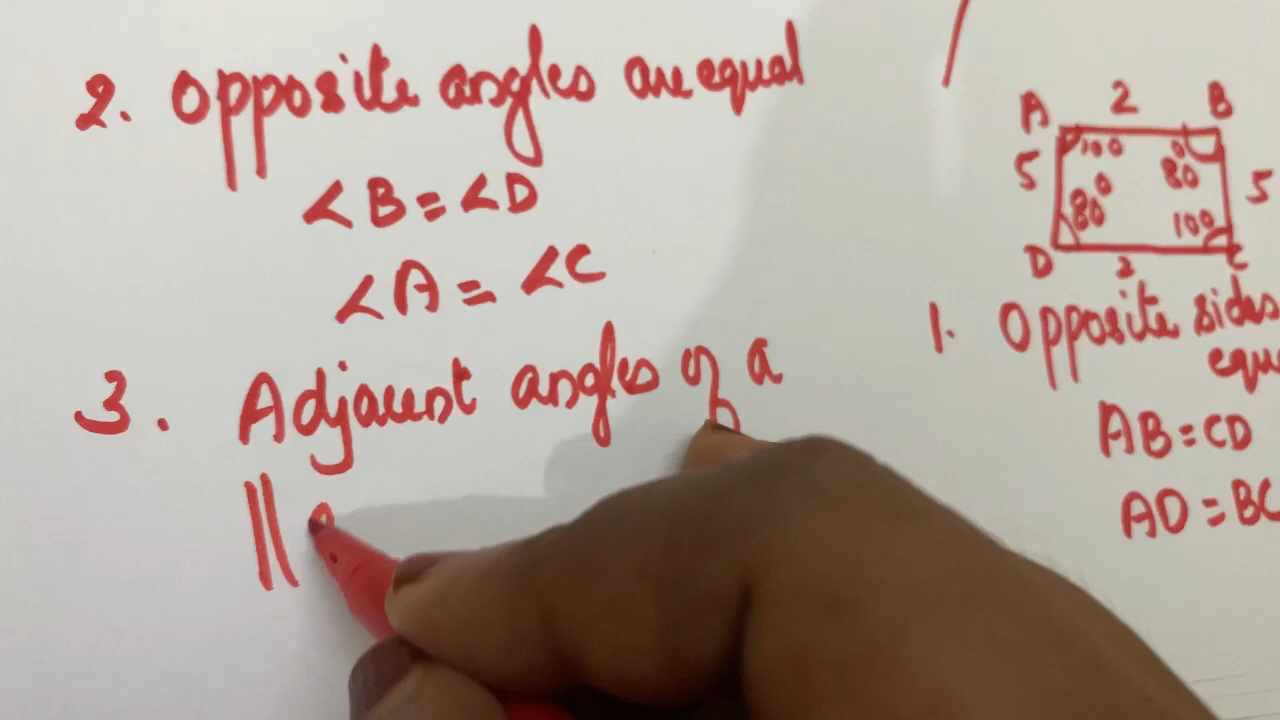 2. Opposite angles are equal
∠B = ∠D
∠A = ∠C
3. Adjacent angles of a
||
A 2 B
100° 80°
5 5
80° 100
D 2 C
1. Opposite sides
AB = CD
AD = BC